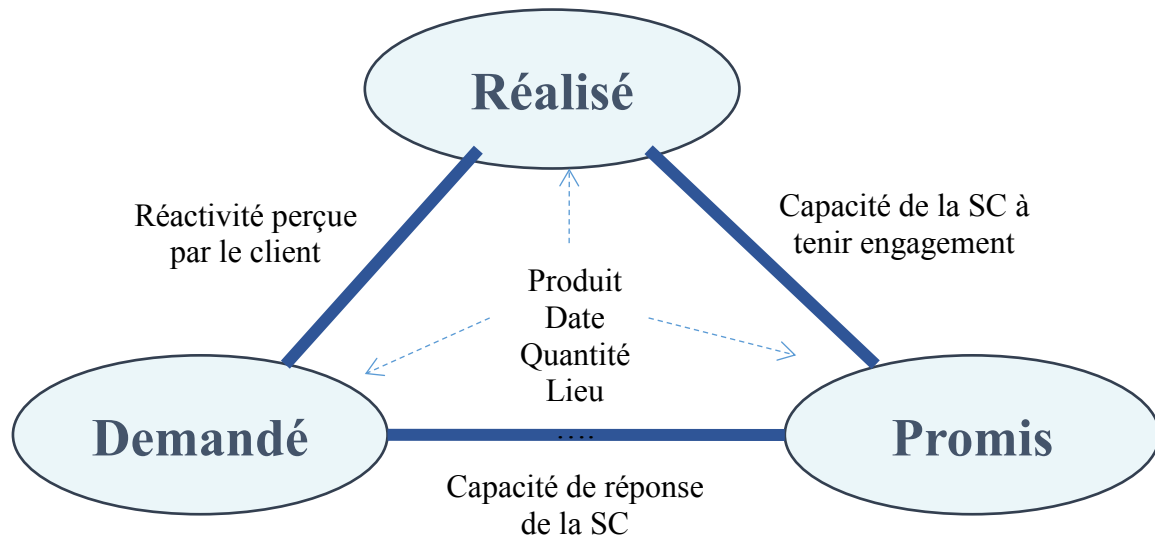 Réalisé
Réactivité perçue
par le client
Capacité de la SC à
tenir engagement
Produit
Date
Quantité
Lieu
….
Demandé
Promis
Capacité de réponse
de la SC